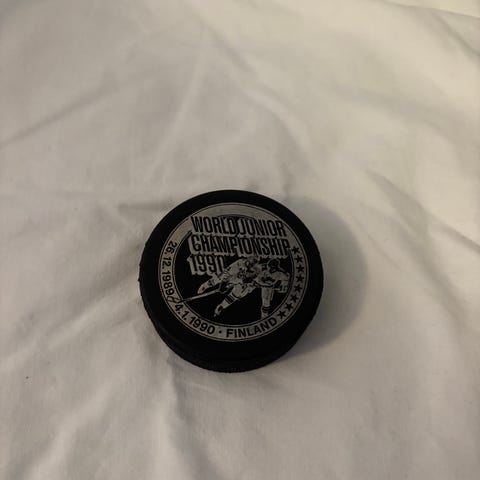 WORLD JUNIOR
CHAMPIONSHIP
1990
26.12.1989/4.1.1990 · FINLAND